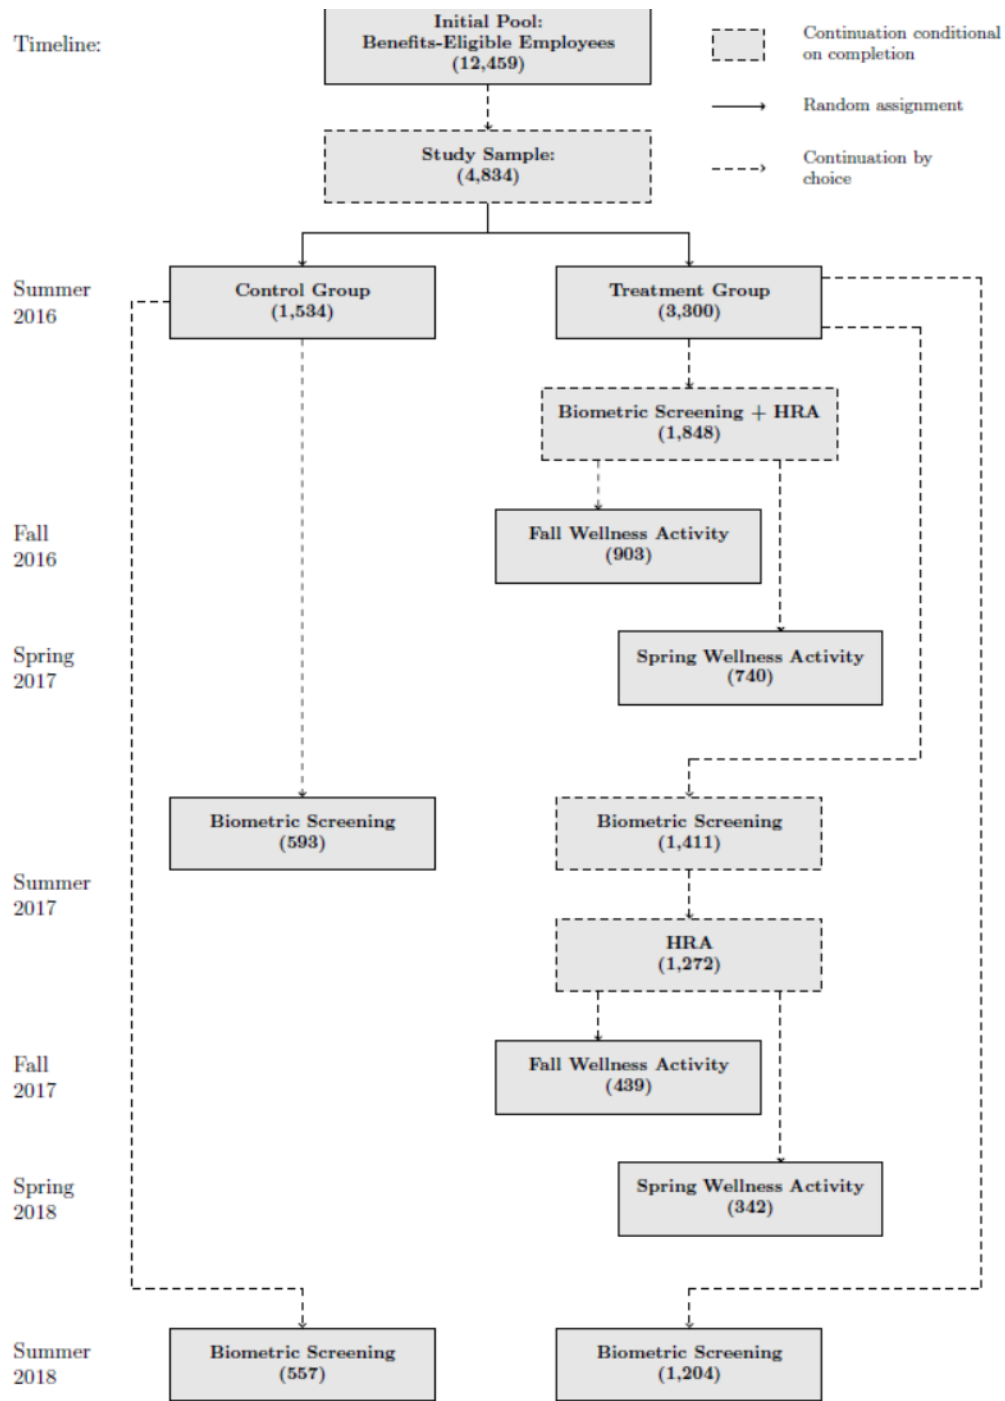 Timeline:
Initial Pool:
Benefits-Eligible Employees
(12,459)
Continuation conditional
on completion
Random assignment
Continuation by
choice
Study Sample:
(4,834)
Summer
2016
Control Group
(1,534)
Treatment Group
(3,300)
Biometric Screening + HRA
(1,848)
Fall
2016
Fall Wellness Activity
(903)
Spring
2017
Spring Wellness Activity
(740)
Biometric Screening
(593)
Biometric Screening
(1,411)
Summer
2017
HRA
(1,272)
Fall
2017
Fall Wellness Activity
(439)
Spring
2018
Spring Wellness Activity
(342)
Summer
2018
Biometric Screening
(557)
Biometric Screening
(1,204)